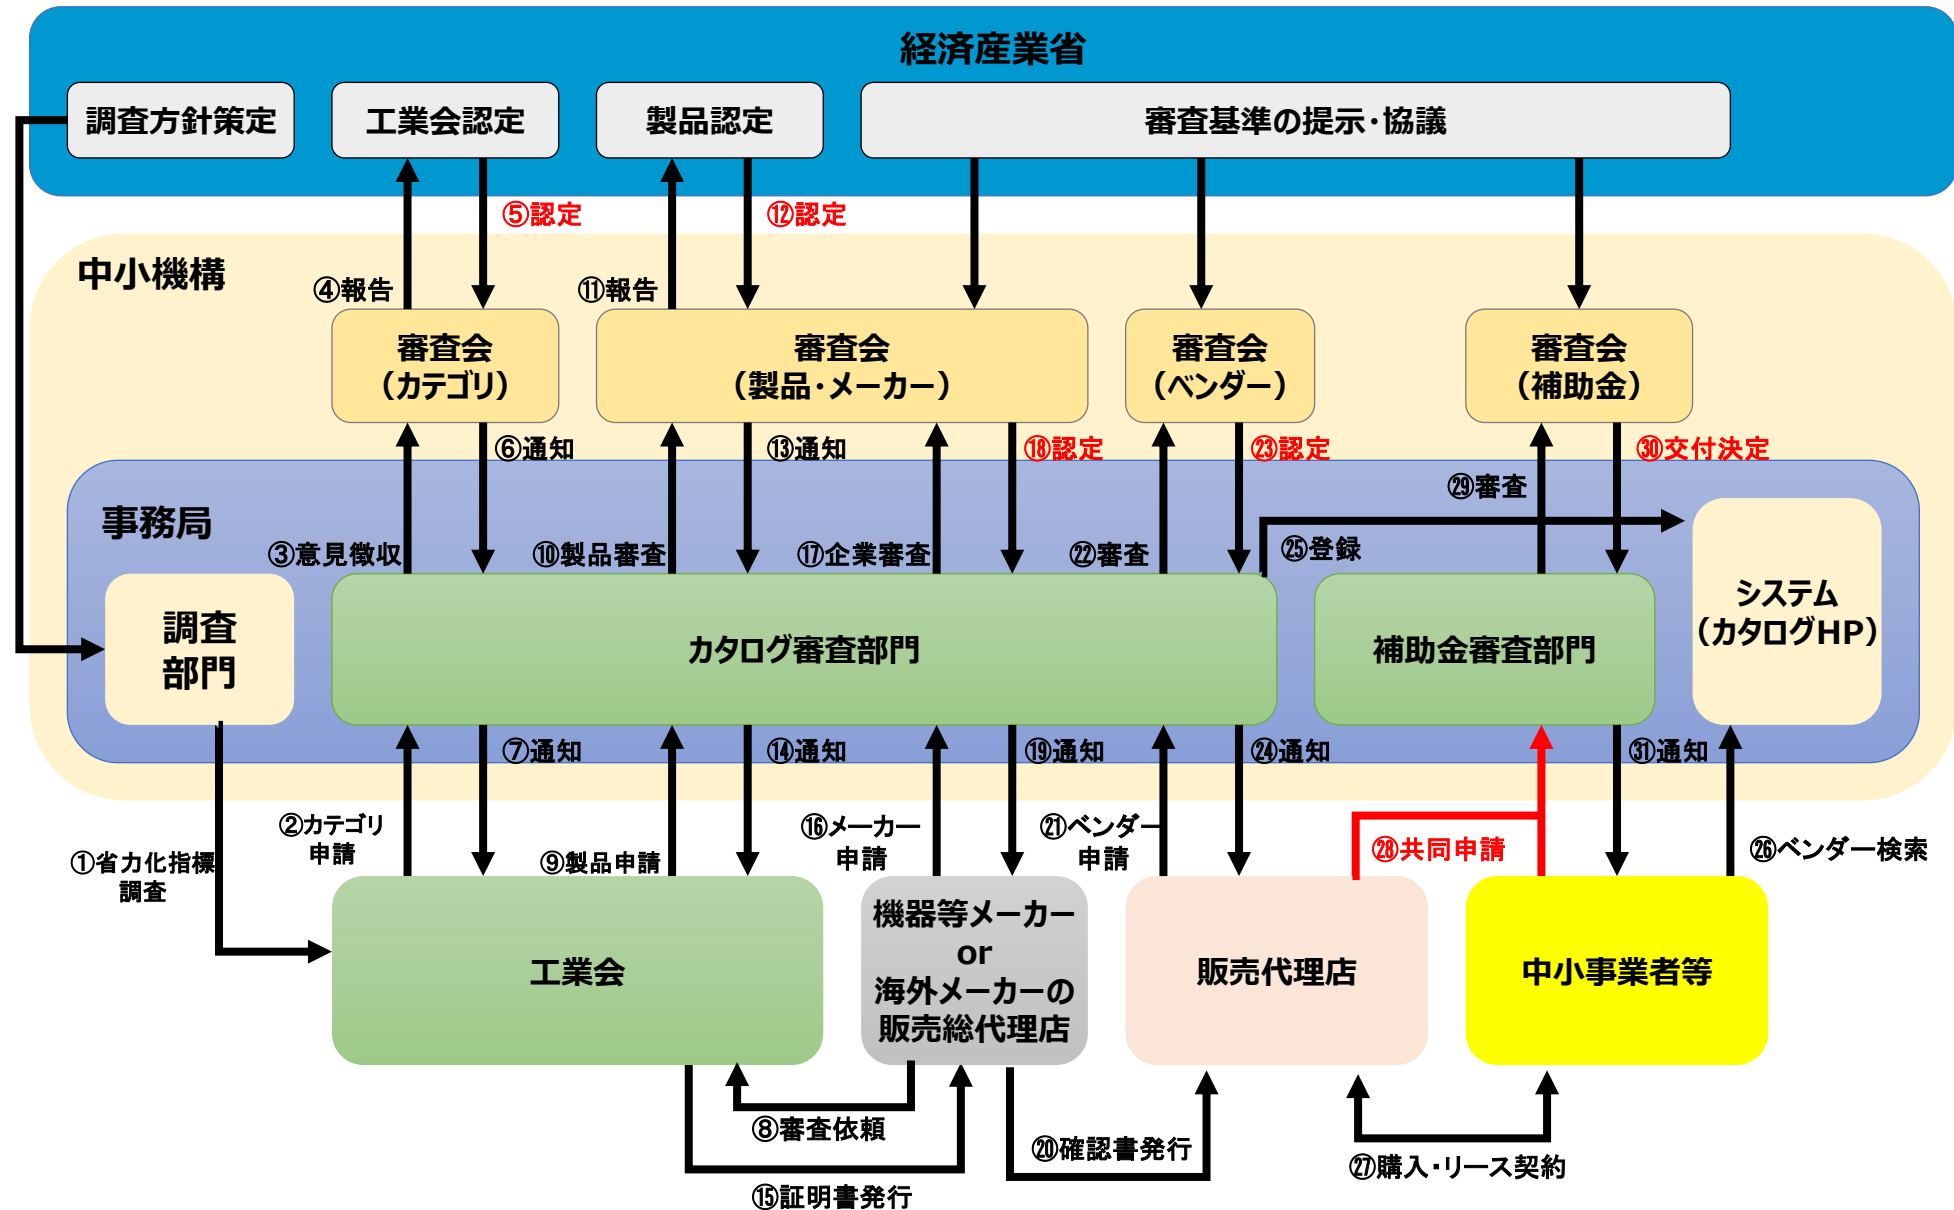 経済産業省
調査方針策定
工業会認定
製品認定
審査基準の提示・協議
⑤認定
⑫認定
中小機構
④報告
⑪報告
審査会
（カテゴリ）
審査会
（製品・メーカー）
審査会
（ベンダー）
審査会
（補助金）
⑥通知
⑬通知
⑱認定
㉓認定
㉚交付決定
㉙審査
事務局
③意見徴収
⑩製品審査
⑰企業審査
㉒審査
㉕登録
調査
部門
カタログ審査部門
補助金審査部門
システム
（カタログHP）
⑦通知
⑭通知
⑲通知
㉔通知
㉛通知
①省力化指標
調査
②カテゴリ
申請
⑨製品申請
⑯メーカー
申請
㉑ベンダー
申請
㉘共同申請
㉖ベンダー検索
工業会
機器等メーカー
or
海外メーカーの
販売総代理店
販売代理店
中小事業者等
⑧審査依頼
⑳確認書発行
㉗購入・リース契約
⑮証明書発行